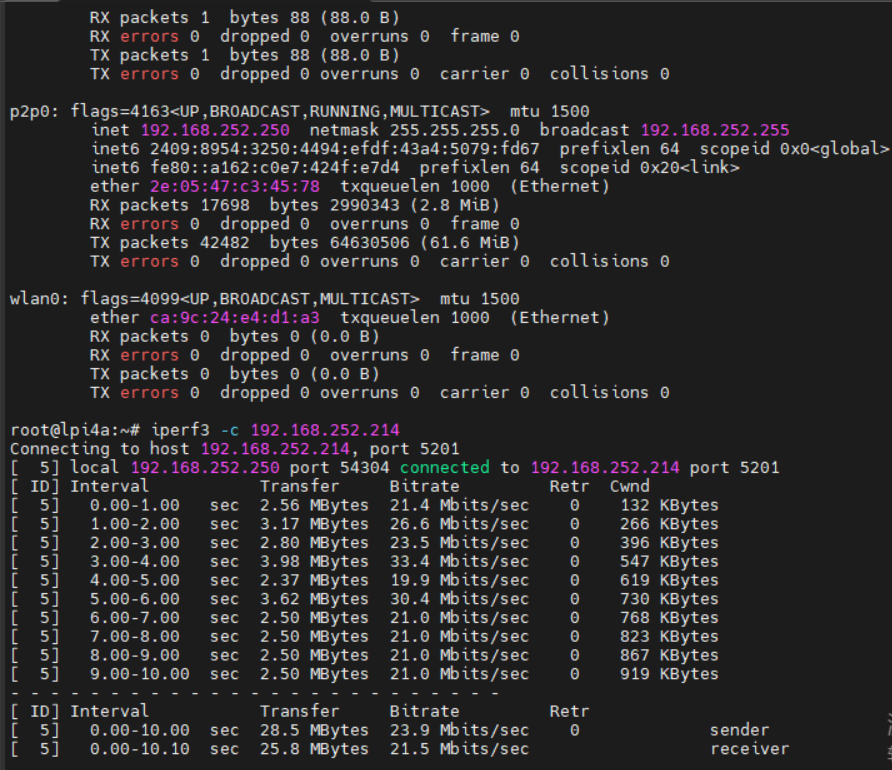 RX packets 1  bytes 88 (88.0 B)
RX errors 0  dropped 0  overruns 0  frame 0
TX packets 1  bytes 88 (88.0 B)
TX errors 0  dropped 0 overruns 0  carrier 0  collisions 0
p2p0: flags=4163<UP,BROADCAST,RUNNING,MULTICAST>  mtu 1500
inet 192.168.252.250  netmask 255.255.255.0  broadcast 192.168.252.255
inet6 2409:8954:3250:4494:efdf:43a4:5079:fd67  prefixlen 64  scopeid 0x0<global>
inet6 fe80::a162:c0e7:424f:e7d4  prefixlen 64  scopeid 0x20<link>
ether 2e:05:47:c3:45:78  txqueuelen 1000  (Ethernet)
RX packets 17698  bytes 2990343 (2.8 MiB)
RX errors 0  dropped 0  overruns 0  frame 0
TX packets 42482  bytes 64630506 (61.6 MiB)
TX errors 0  dropped 0 overruns 0  carrier 0  collisions 0
wlan0: flags=4099<UP,BROADCAST,MULTICAST>  mtu 1500
ether ca:9c:24:e4:d1:a3  txqueuelen 1000  (Ethernet)
RX packets 0  bytes 0 (0.0 B)
RX errors 0  dropped 0  overruns 0  frame 0
TX packets 0  bytes 0 (0.0 B)
TX errors 0  dropped 0 overruns 0  carrier 0  collisions 0
root@lpi4a:~# iperf3 -c 192.168.252.214
Connecting to host 192.168.252.214, port 5201
[  5] local 192.168.252.250 port 54304 connected to 192.168.252.214 port 5201
[ ID] Interval           Transfer     Bitrate         Retr  Cwnd
[  5]   0.00-1.00   sec  2.56 MBytes  21.4 Mbits/sec    0    132 KBytes
[  5]   1.00-2.00   sec  3.17 MBytes  26.6 Mbits/sec    0    266 KBytes
[  5]   2.00-3.00   sec  2.80 MBytes  23.5 Mbits/sec    0    396 KBytes
[  5]   3.00-4.00   sec  3.98 MBytes  33.4 Mbits/sec    0    547 KBytes
[  5]   4.00-5.00   sec  2.37 MBytes  19.9 Mbits/sec    0    619 KBytes
[  5]   5.00-6.00   sec  3.62 MBytes  30.4 Mbits/sec    0    730 KBytes
[  5]   6.00-7.00   sec  2.50 MBytes  21.0 Mbits/sec    0    768 KBytes
[  5]   7.00-8.00   sec  2.50 MBytes  21.0 Mbits/sec    0    823 KBytes
[  5]   8.00-9.00   sec  2.50 MBytes  21.0 Mbits/sec    0    867 KBytes
[  5]   9.00-10.00  sec  2.50 MBytes  21.0 Mbits/sec    0    919 KBytes
- - - - - - - - - - - - - - - - - - - - - - - - -
[ ID] Interval           Transfer     Bitrate         Retr
[  5]   0.00-10.00  sec  28.5 MBytes  23.9 Mbits/sec    0             sender
[  5]   0.00-10.10  sec  25.8 MBytes  21.5 Mbits/sec                  receiver